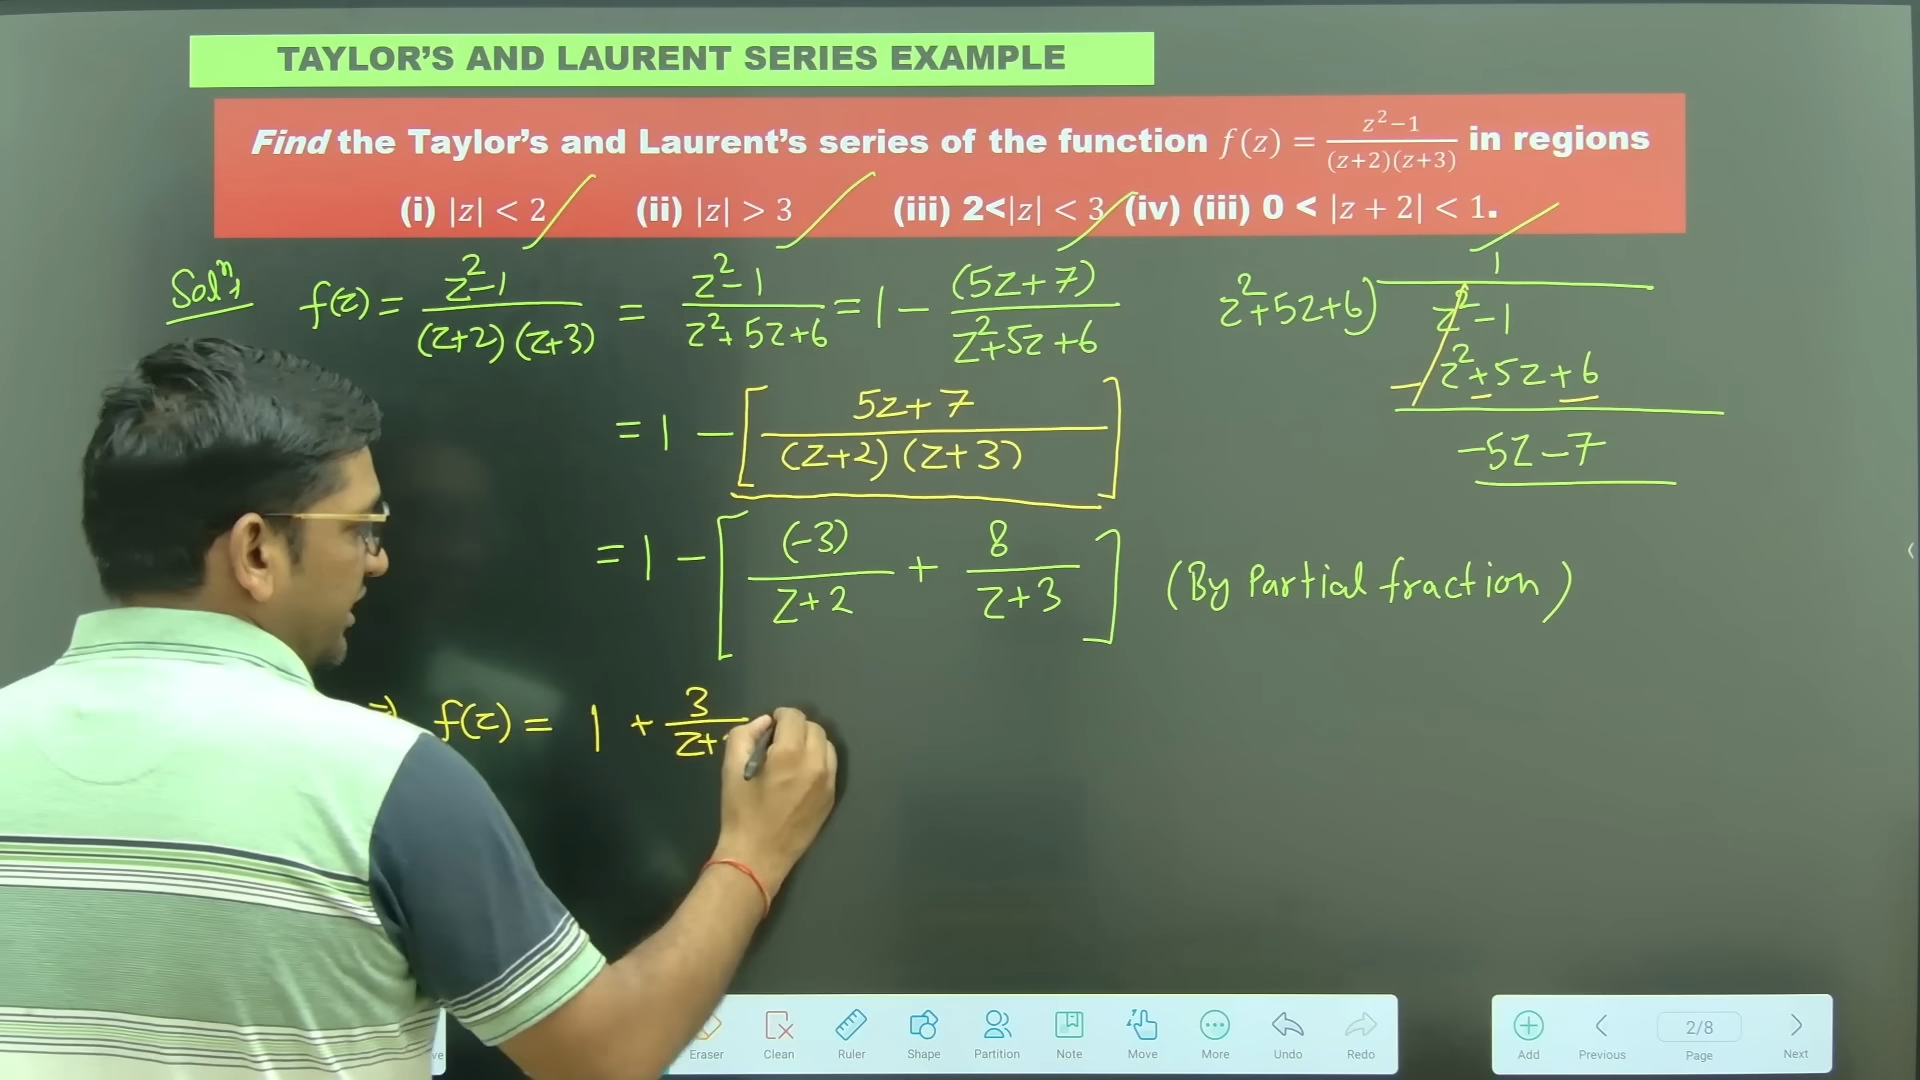 TAYLOR'S AND LAURENT SERIES EXAMPLE
Find the Taylor's and Laurent's series of the function f(z) = (z²−1)/((z+2)(z+3)) in regions
(i) |z| < 2 (ii) |z| > 3 (iii) 2<|z| < 3 (iv) (iii) 0 < |z + 2| < 1.
Solⁿ: f(z) = (z²−1)/((z+2)(z+3)) = (z²−1)/(z²+5z+6) = 1 − (5z+7)/(z²+5z+6)
= 1 − [(5z+7)/((z+2)(z+3))]
= 1 − [(−3)/(z+2) + 8/(z+3)] (By Partial fraction)
⇒ f(z) = 1 + 3/(z+
1
z²+5z+6) z²−1
− z²+5z+6
−5z−7
Eraser Clean Ruler Shape Partition Note Move More Undo Redo
Add Previous 2/8 Page Next